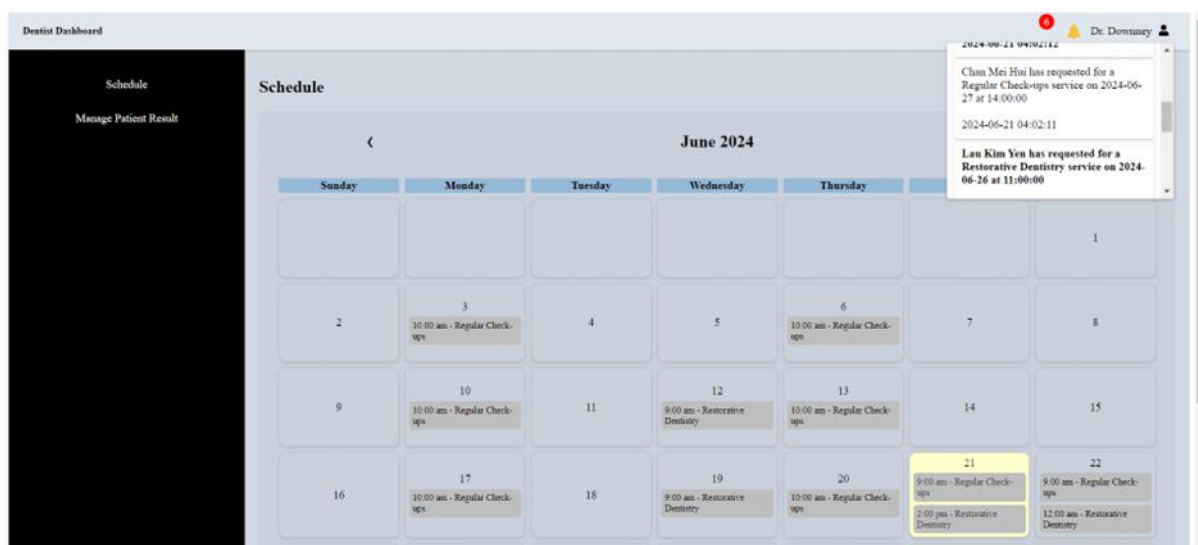 Dentist Dashboard
6
Dr. Downney
Schedule
Manage Patient Result
Schedule
2024-06-21 04:02:12
Chan Mei Hui has requested for a
Regular Check-ups service on 2024-06-
27 at 14:00:00
2024-06-21 04:02:11
Lau Kim Yen has requested for a
Restorative Dentistry service on 2024-
06-26 at 11:00:00
June 2024
Sunday
Monday
Tuesday
Wednesday
Thursday
1
2
3
10:00 am - Regular Check-
ups
4
5
6
10:00 am - Regular Check-
ups
7
8
9
10
10:00 am - Regular Check-
ups
11
12
9:00 am - Restorative
Dentistry
13
10:00 am - Regular Check-
ups
14
15
16
17
10:00 am - Regular Check-
ups
18
19
9:00 am - Restorative
Dentistry
20
10:00 am - Regular Check-
ups
21
9:00 am - Regular Check-
ups
2:00 pm - Restorative
Dentistry
22
9:00 am - Regular Check-
ups
12:00 am - Restorative
Dentistry